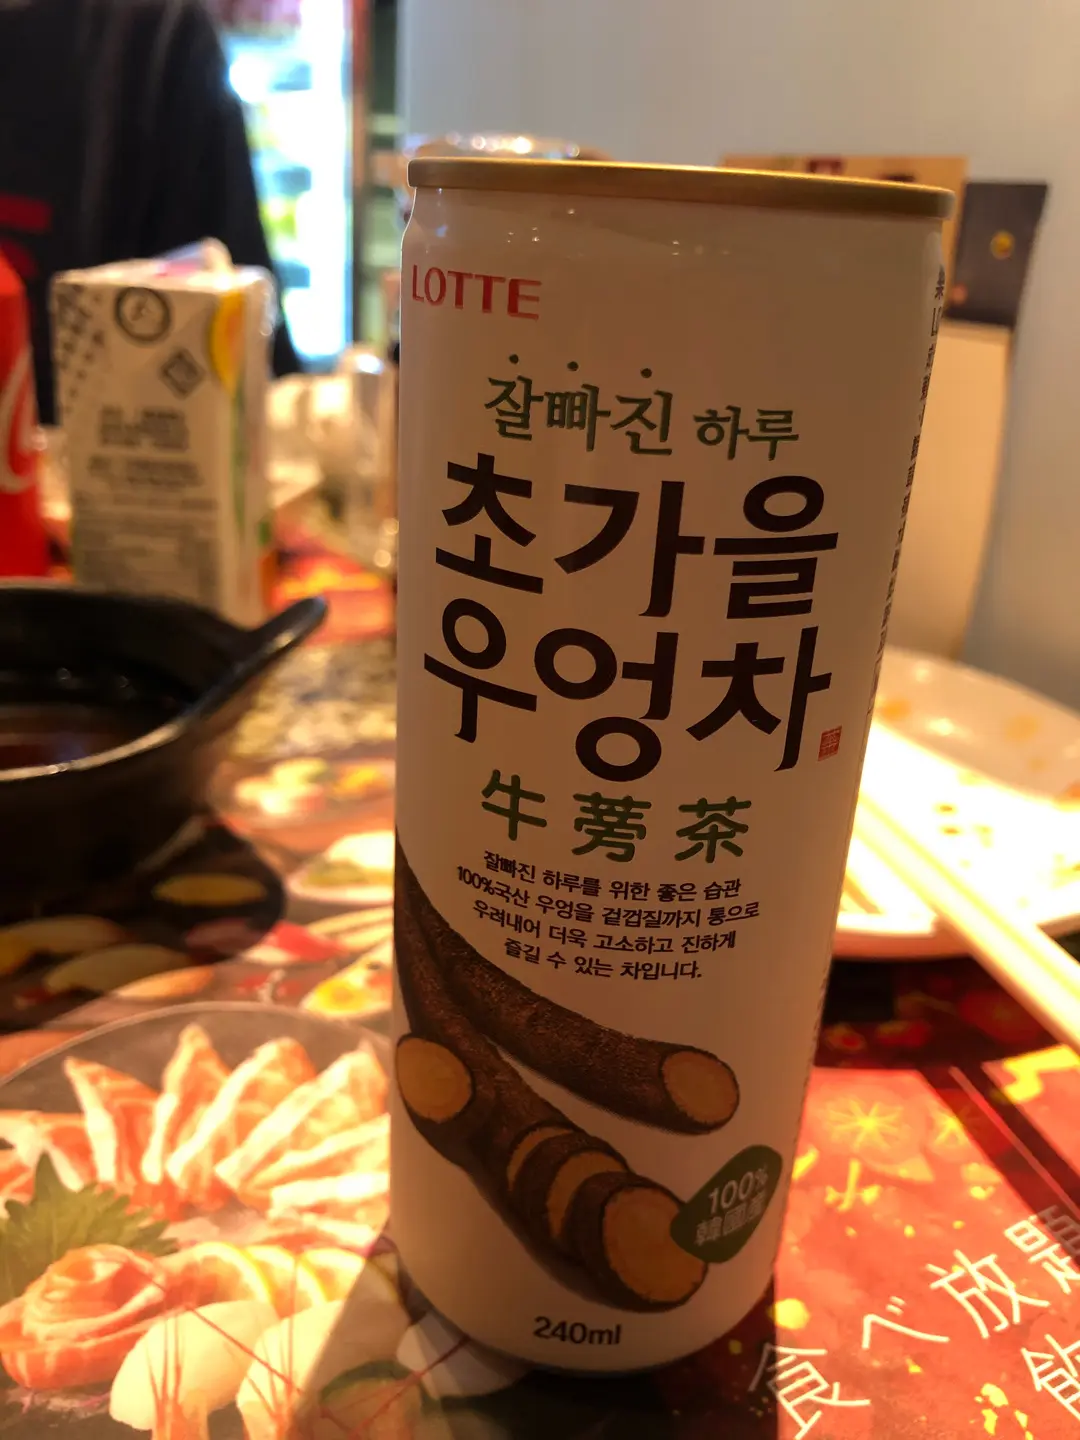 LOTTE
잘빠진 하루
초가을
우엉차
牛蒡茶
잘빠진 하루를 위한 좋은 습관
100%국산 우엉을 겉껍질까지 통으로
우려내어 더욱 고소하고 진하게
즐길 수 있는 차입니다.
100%
韓國産
240ml
食べ放題
飲